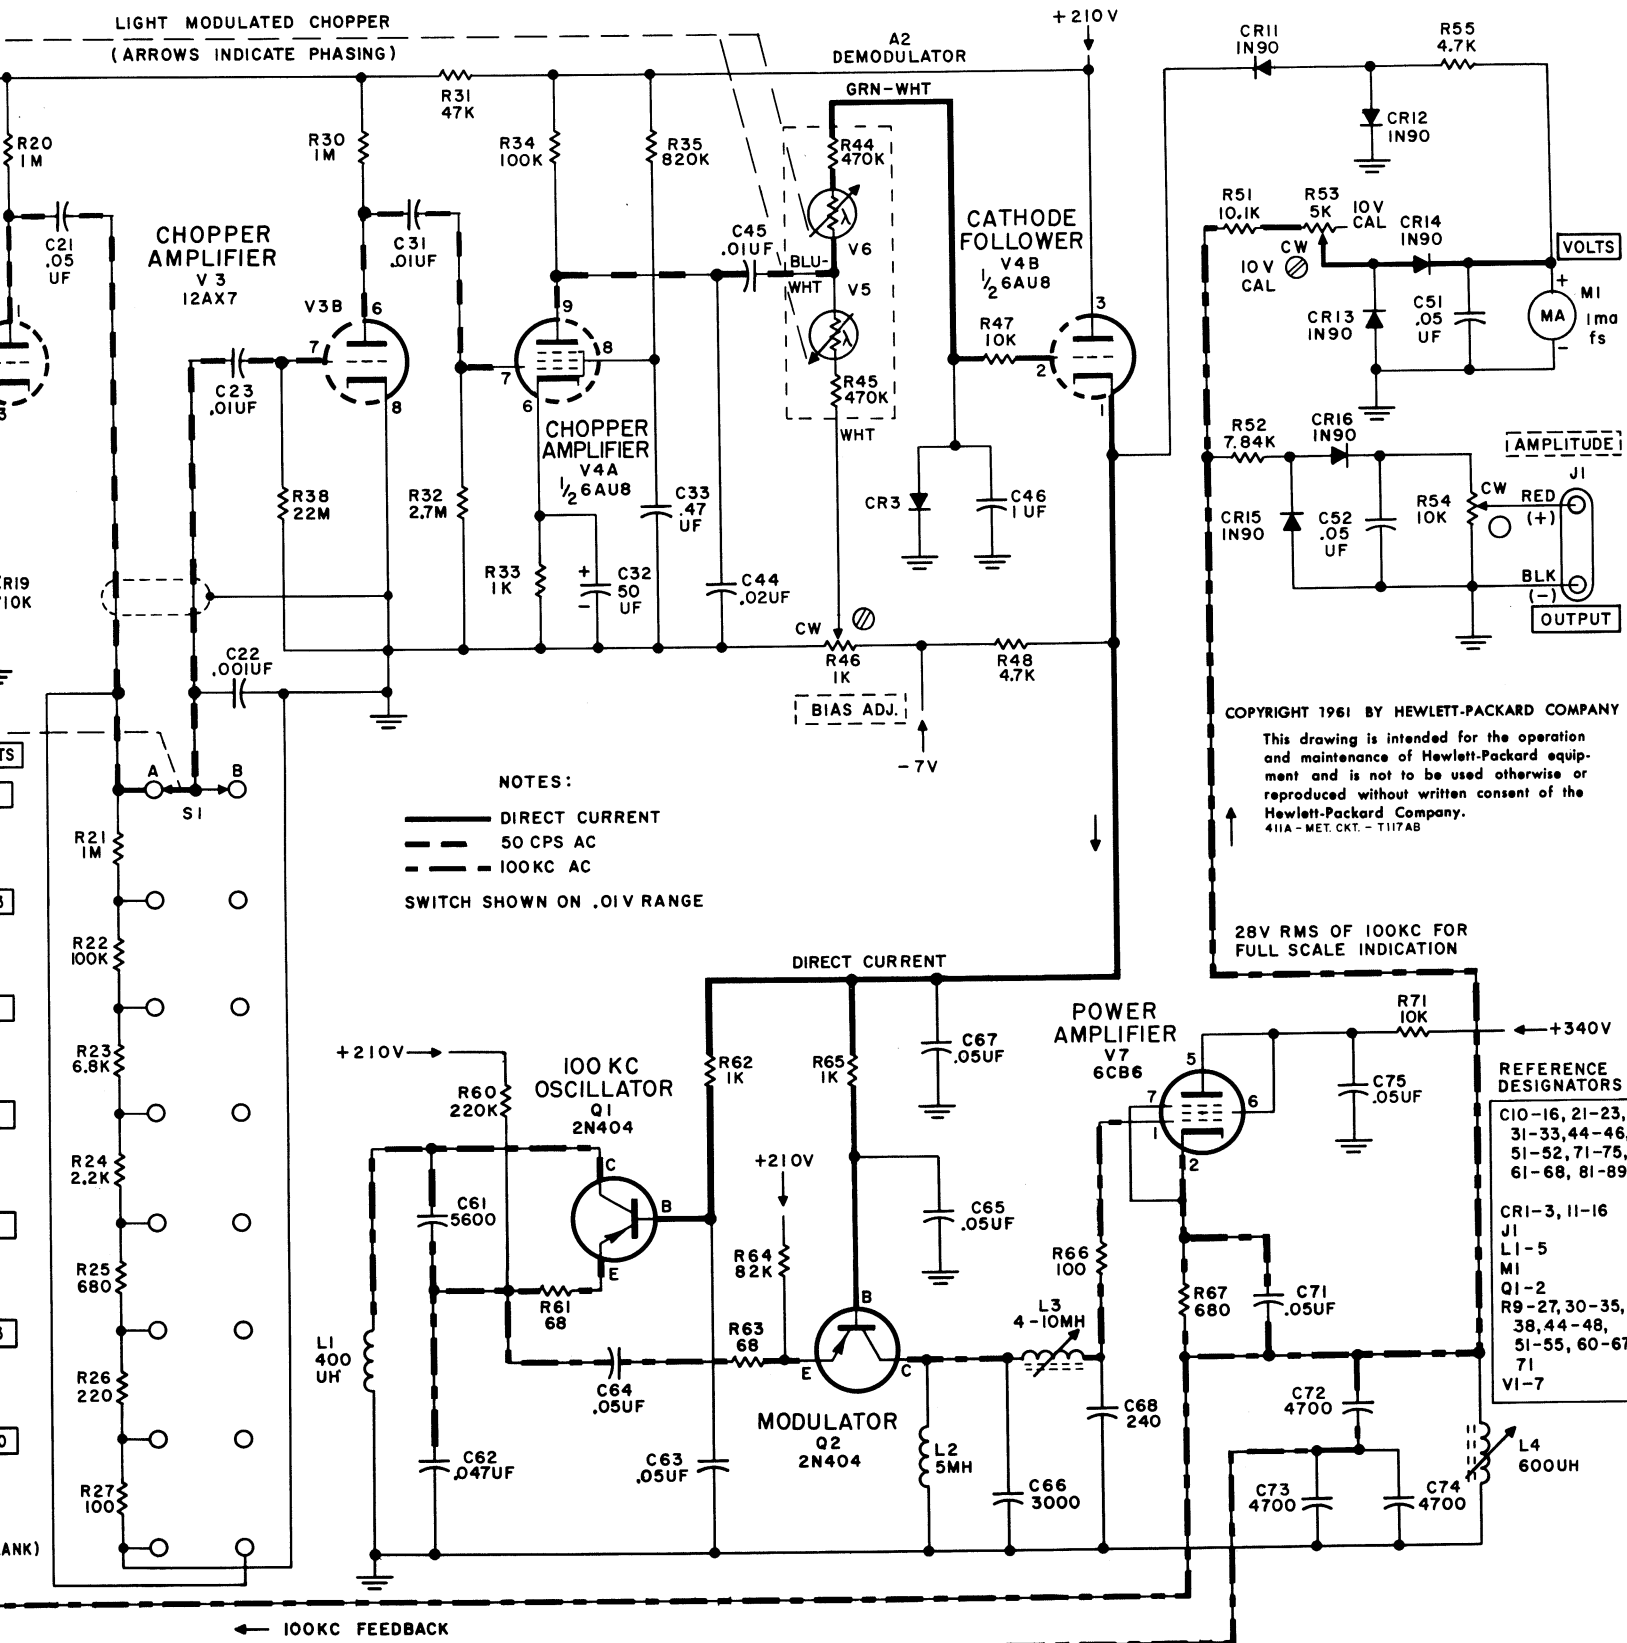 LIGHT MODULATED CHOPPER
(ARROWS INDICATE PHASING)
+210V
A2
DEMODULATOR
GRN-WHT
CR11
1N90
R55
4.7K
CR12
1N90
R20
1M
R30
1M
R31
47K
R34
100K
R35
820K
R44
470K
C21
.05
UF
CHOPPER
AMPLIFIER
V3
12AX7
C31
.01UF
C45
.01UF
BLU-
WHT
V6
V5
CATHODE
FOLLOWER
V4B
1/2 6AU8
R51
10.1K
R53
5K
10V
CAL
CW
10V
CAL
CR14
1N90
VOLTS
+
M1
MA
1ma
fs
-
CR13
1N90
C51
.05
UF
V3B
6
7
8
1
3
C23
.01UF
9
8
7
6
R47
10K
3
2
1
R45
470K
WHT
CHOPPER
AMPLIFIER
V4A
1/2 6AU8
R38
22M
R32
2.7M
C33
.47
UF
CR3
C46
1UF
R52
7.84K
CR16
1N90
AMPLITUDE
J1
CR15
1N90
C52
.05
UF
R54
10K
CW
RED
(+)
BLK
(-)
OUTPUT
R33
1K
+
-
C32
50
UF
C44
.02UF
R19
10K
C22
.001UF
CW
R46
1K
BIAS ADJ.
R48
4.7K
-7V
COPYRIGHT 1961 BY HEWLETT-PACKARD COMPANY
This drawing is intended for the operation
and maintenance of Hewlett-Packard equip-
ment and is not to be used otherwise or
reproduced without written consent of the
Hewlett-Packard Company.
411A-MET. CKT. - T117AB
TS
A
B
S1
NOTES:
DIRECT CURRENT
50 CPS AC
100KC AC
SWITCH SHOWN ON .01V RANGE
R21
1M
R22
100K
R23
6.8K
R24
2.2K
R25
680
R26
220
R27
100
ANK)
28V RMS OF 100KC FOR
FULL SCALE INDICATION
DIRECT CURRENT
+210V
R60
220K
100 KC
OSCILLATOR
Q1
2N404
R62
1K
R65
1K
C67
.05UF
POWER
AMPLIFIER
V7
6CB6
5
7
1
6
2
R71
10K
+340V
C75
.05UF
REFERENCE
DESIGNATORS
C10-16, 21-23,
31-33,44-46,
51-52,71-75,
61-68, 81-89
CR1-3, 11-16
J1
L1-5
M1
Q1-2
R9-27,30-35,
38,44-48,
51-55,60-67
71
V1-7
C
B
E
C61
5600
+210V
R64
82K
C65
.05UF
R61
68
R66
100
R67
680
C71
.05UF
L1
400
UH
C64
.05UF
R63
68
B
E
C
L3
4-10MH
MODULATOR
Q2
2N404
C68
240
C72
4700
C62
.047UF
C63
.05UF
L2
5MH
C66
3000
C73
4700
C74
4700
L4
600UH
100KC FEEDBACK